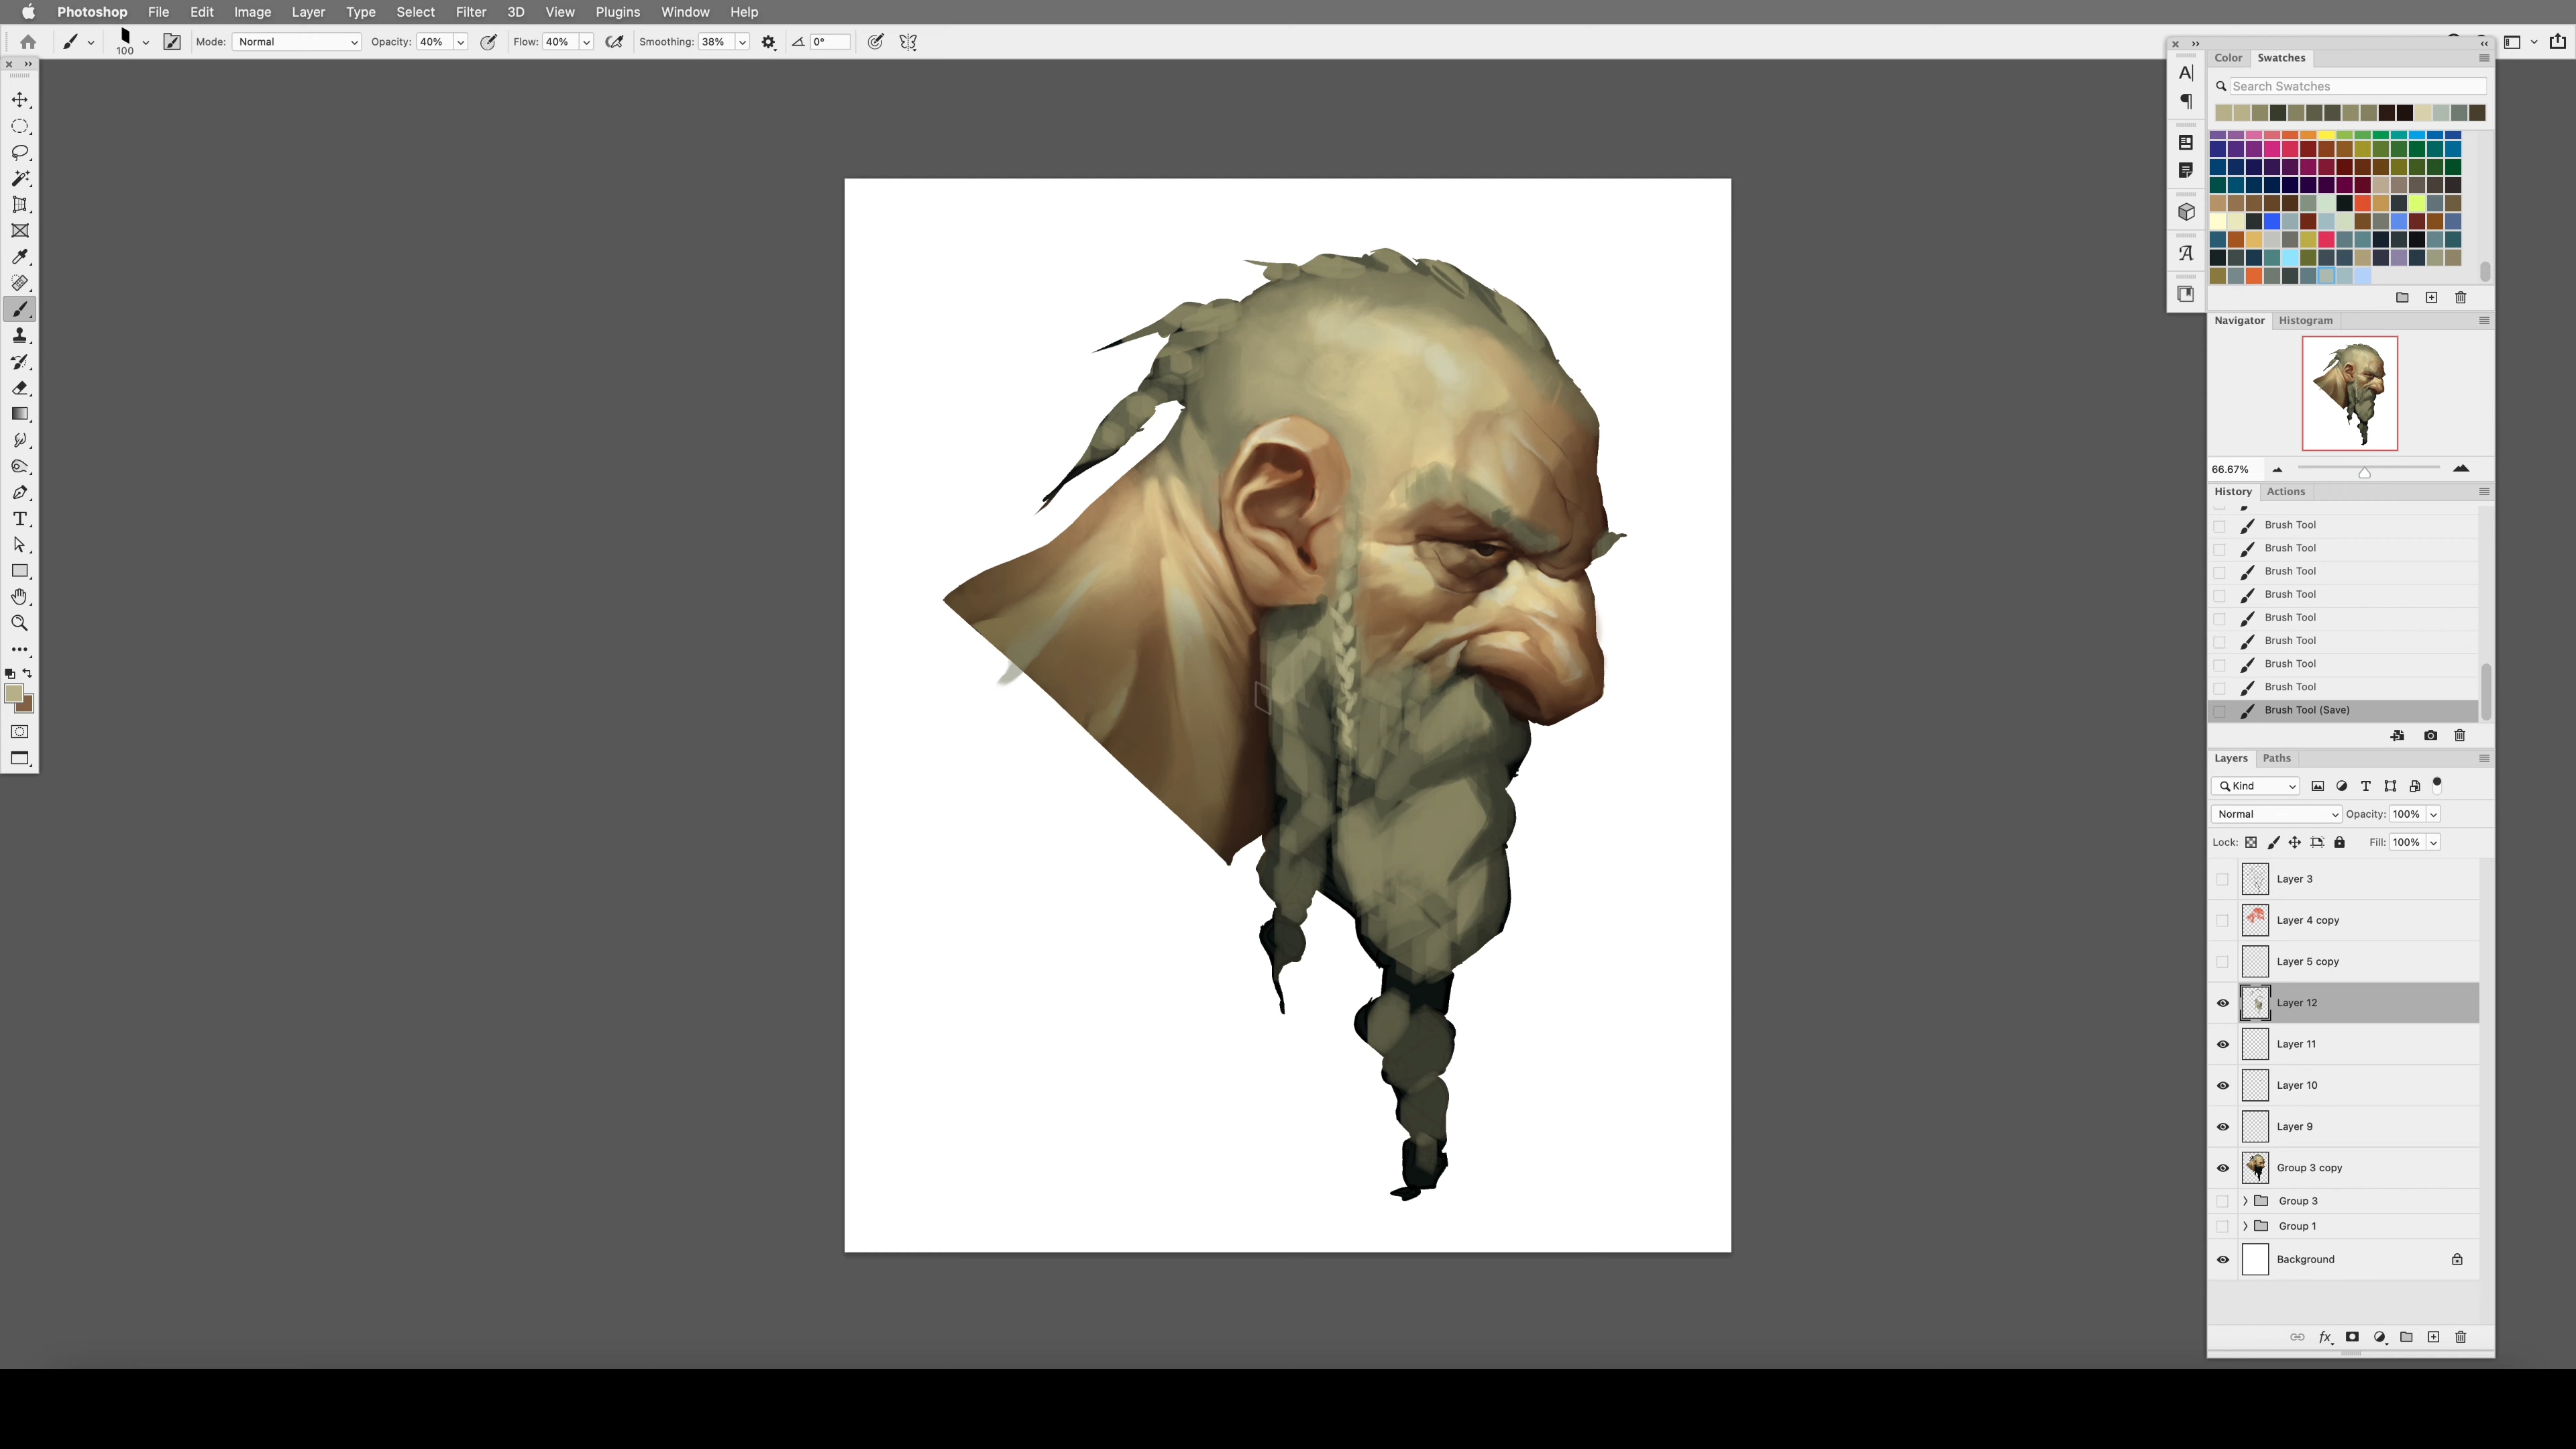 Photoshop File Edit Image Layer Type Select Filter 3D View Plugins Window Help
100 Mode: Normal Opacity: 40% Flow: 40% Smoothing: 38% 0°
Color Swatches
Search Swatches
Navigator Histogram
66.67%
History Actions
Brush Tool
Brush Tool
Brush Tool
Brush Tool
Brush Tool
Brush Tool
Brush Tool
Brush Tool
Brush Tool (Save)
Layers Paths
Kind
Normal Opacity: 100%
Lock: Fill: 100%
Layer 3
Layer 4 copy
Layer 5 copy
Layer 12
Layer 11
Layer 10
Layer 9
Group 3 copy
Group 3
Group 1
Background
fx